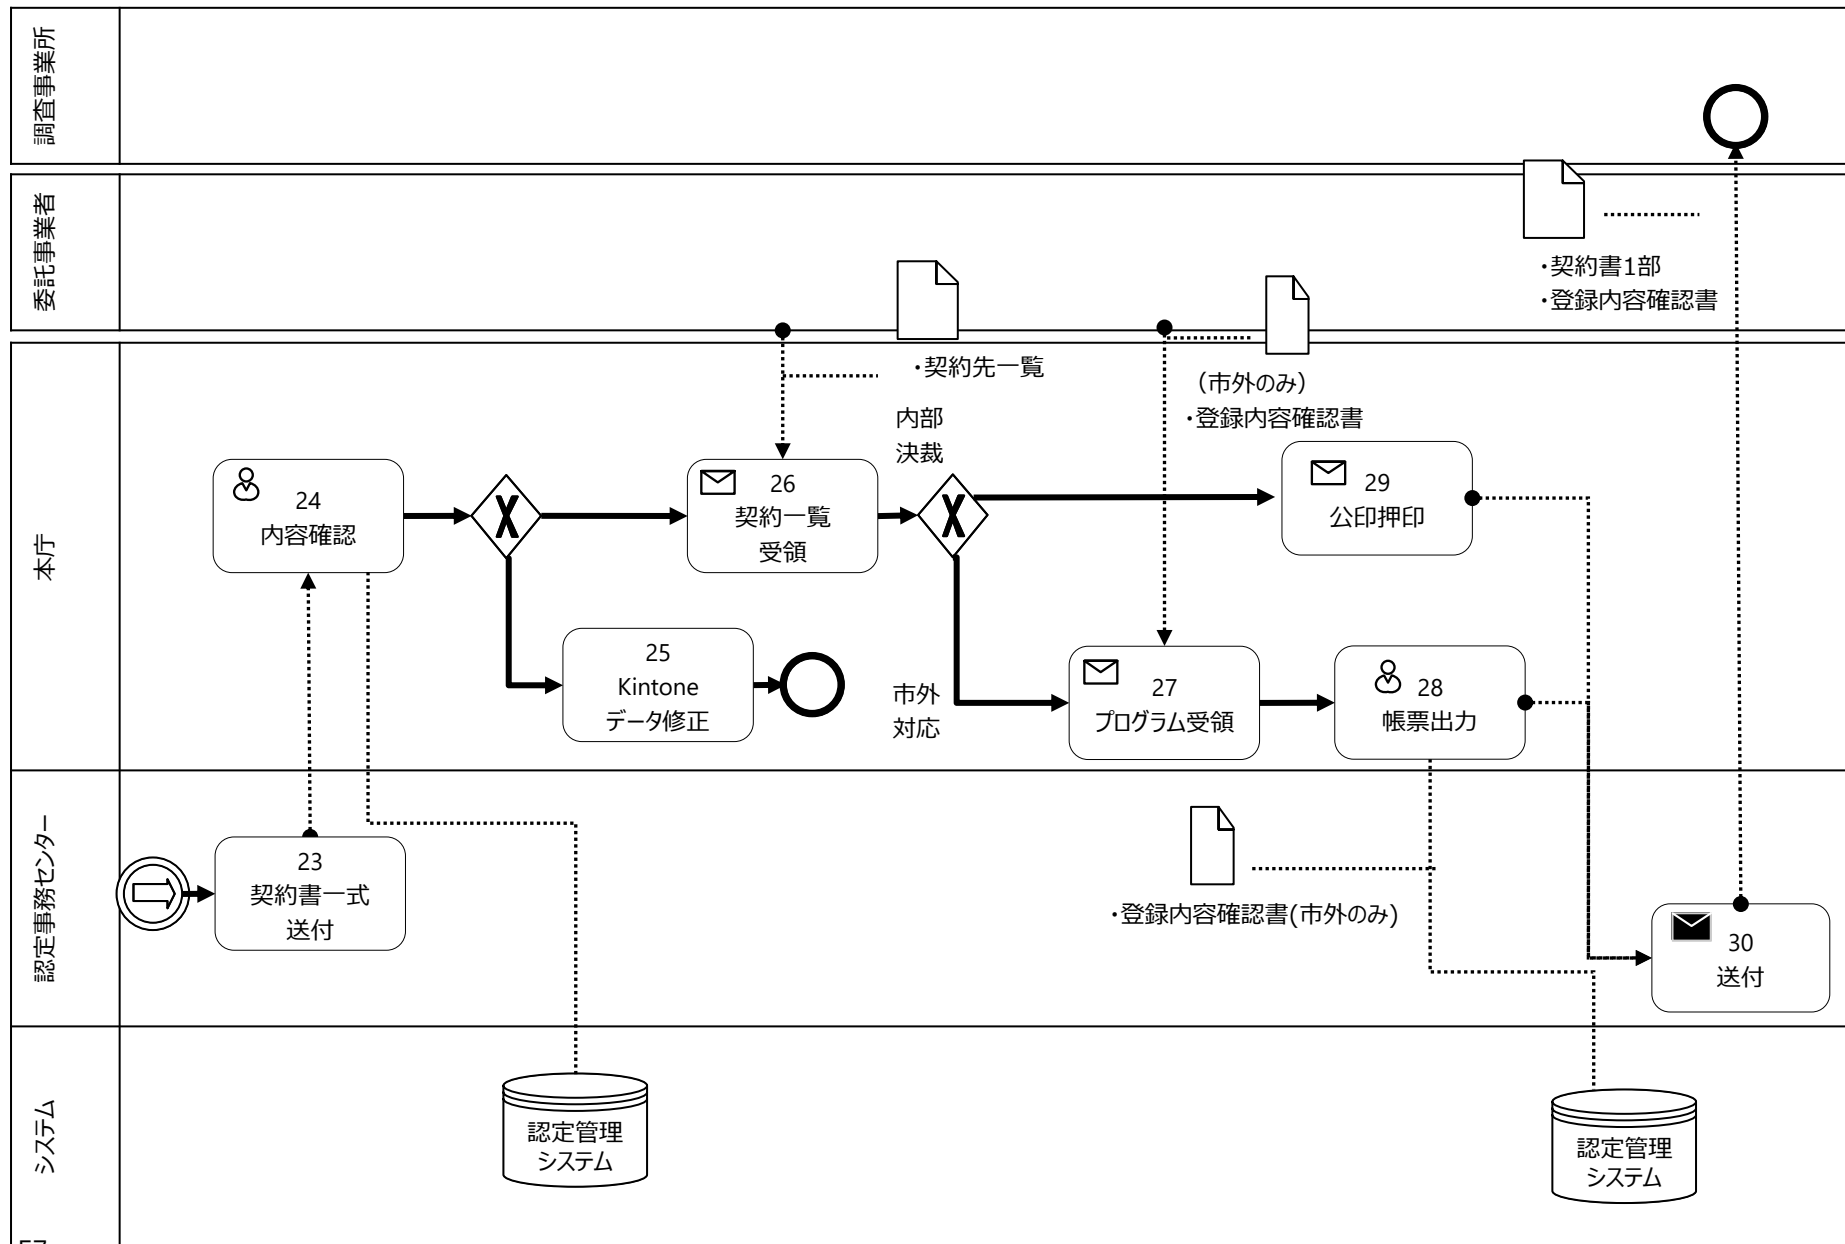 調査事業所
委託事業者
・契約書1部
・登録内容確認書
・契約先一覧
（市外のみ）
・登録内容確認書
本庁
内部
決裁
24
内容確認
26
契約一覧
受領
29
公印押印
25
Kintone
データ修正
市外
対応
27
プログラム受領
28
帳票出力
認定事務センター
23
契約書一式
送付
・登録内容確認書(市外のみ)
30
送付
システム
認定管理
システム
認定管理
システム